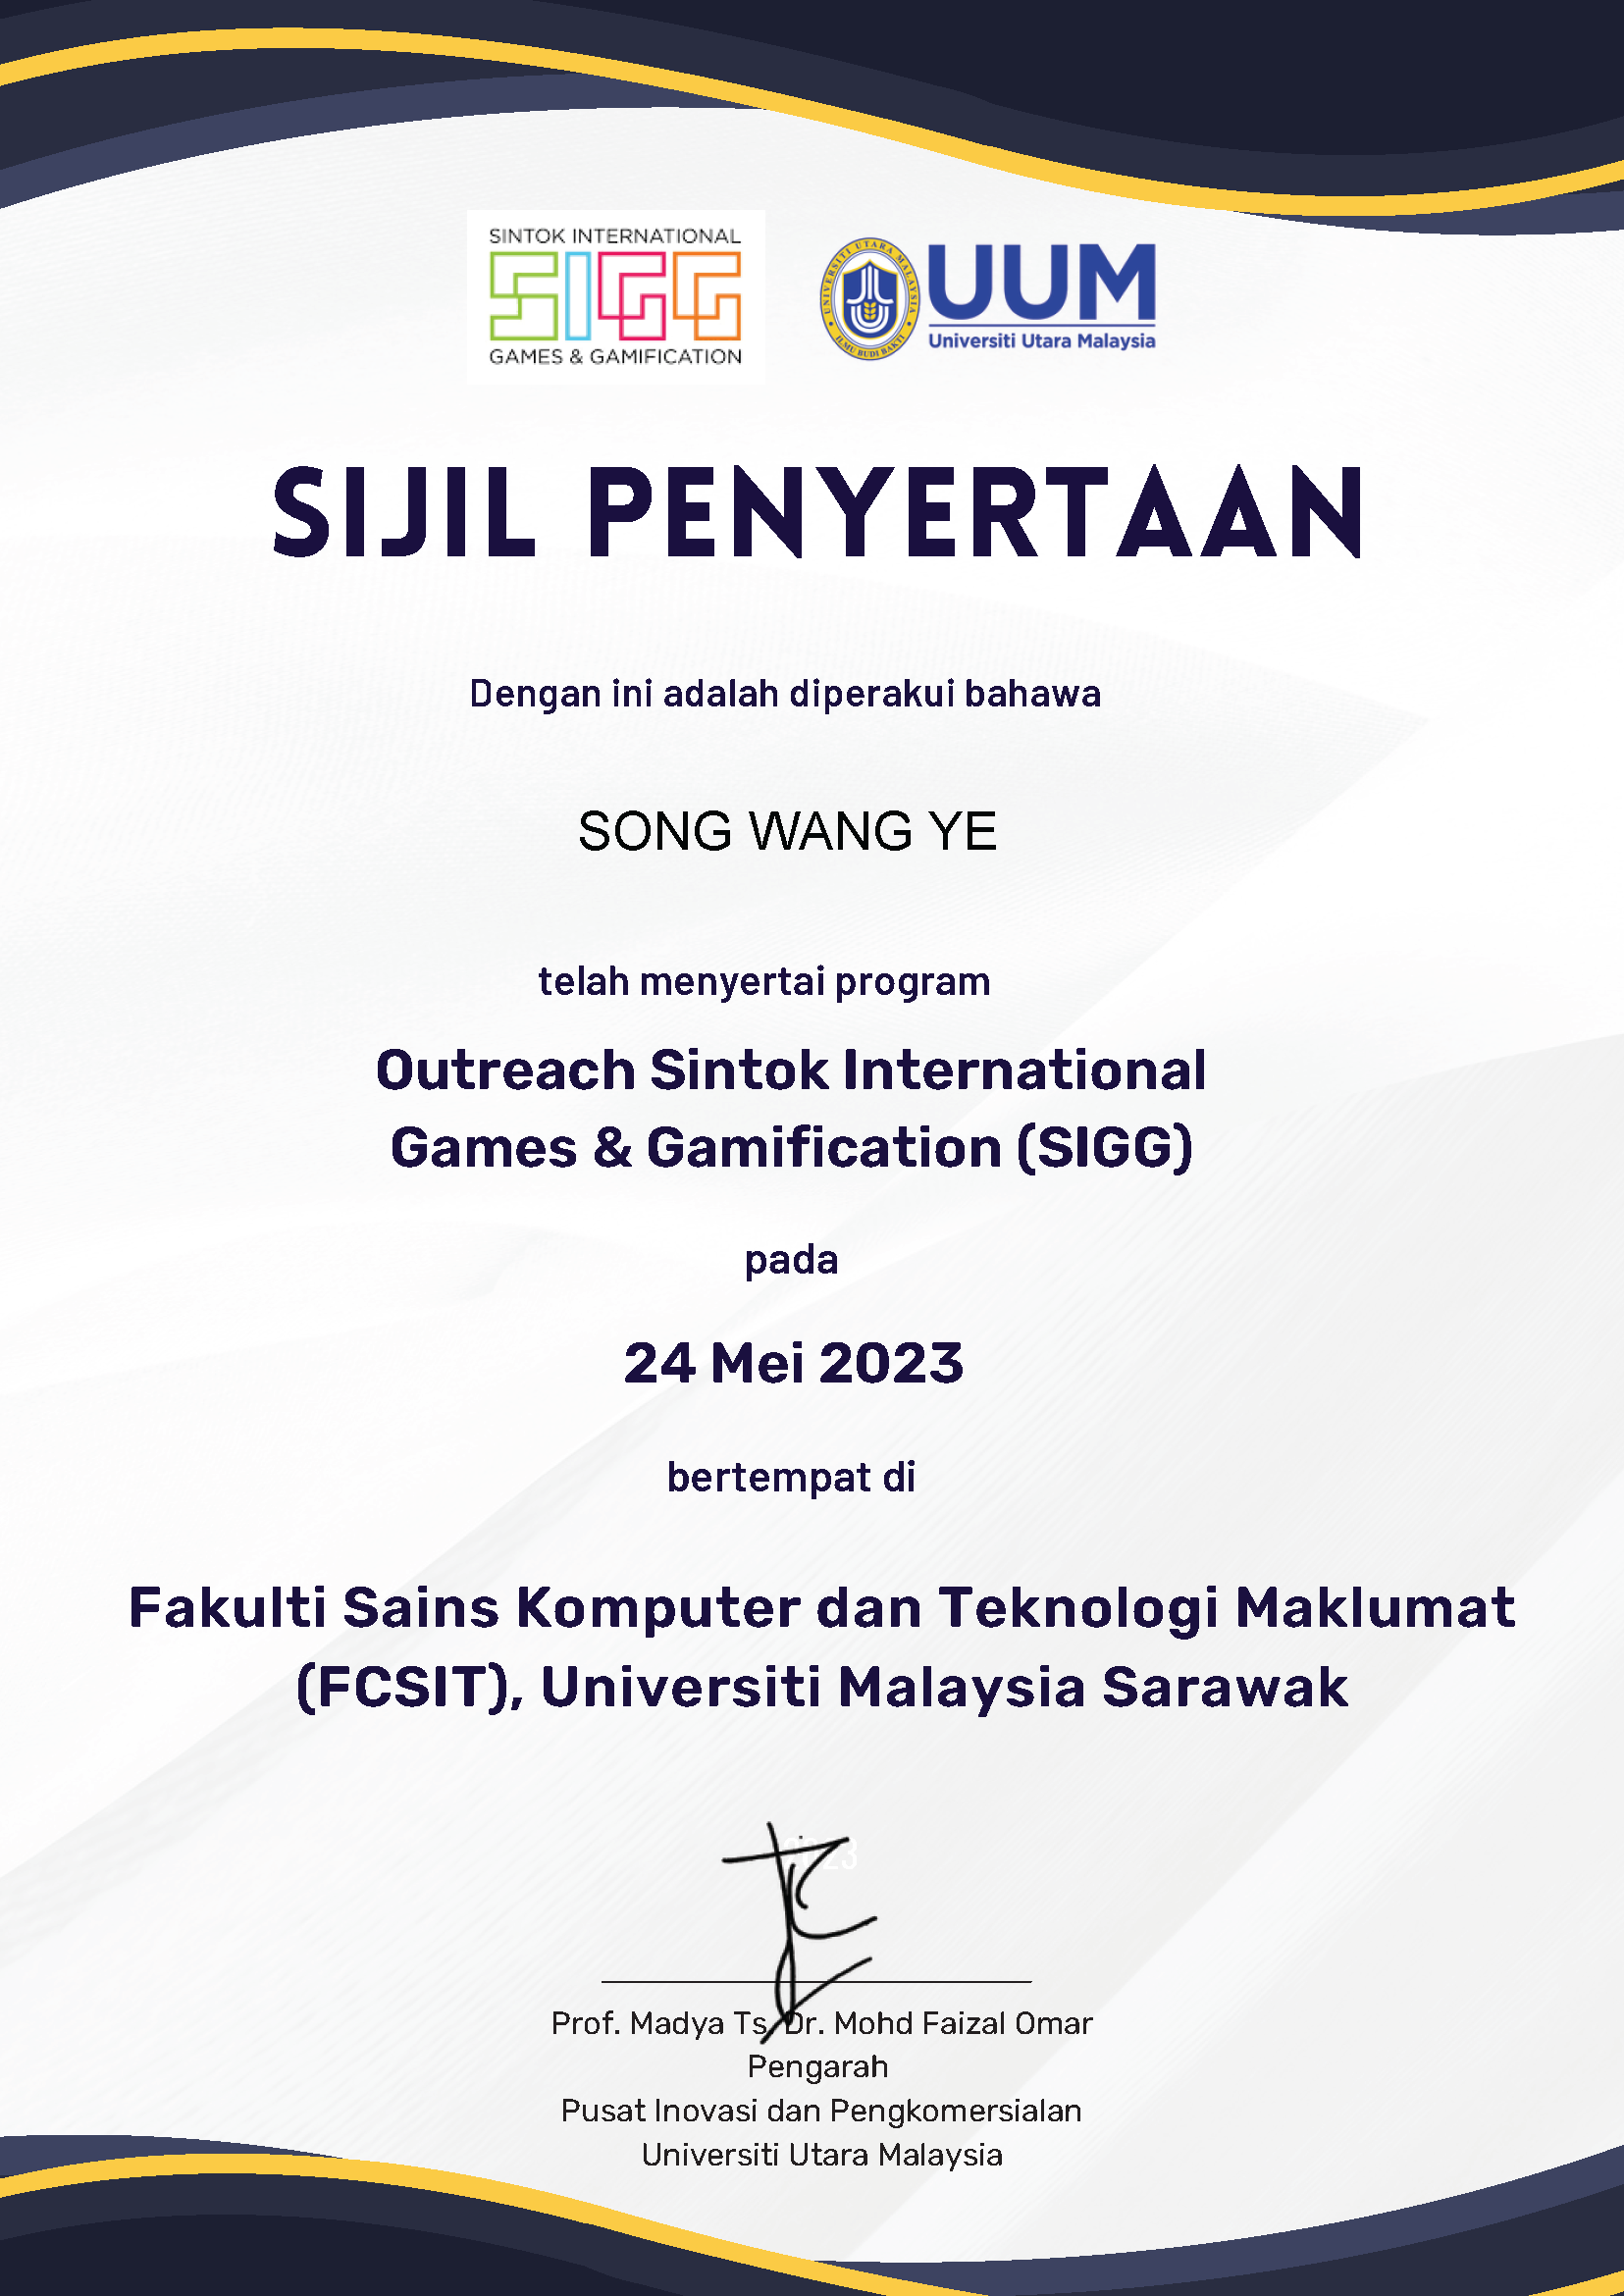 SINTOK INTERNATIONAL
SIGG
GAMES & GAMIFICATION
UNIVERSITI UTARA MALAYSIA
ILMU BUDI BAKTI
UUM
Universiti Utara Malaysia
SIJIL PENYERTAAN
Dengan ini adalah diperakui bahawa
SONG WANG YE
telah menyertai program
Outreach Sintok International
Games & Gamification (SIGG)
pada
24 Mei 2023
bertempat di
Fakulti Sains Komputer dan Teknologi Maklumat
(FCSIT), Universiti Malaysia Sarawak
Prof. Madya Ts. Dr. Mohd Faizal Omar
Pengarah
Pusat Inovasi dan Pengkomersialan
Universiti Utara Malaysia